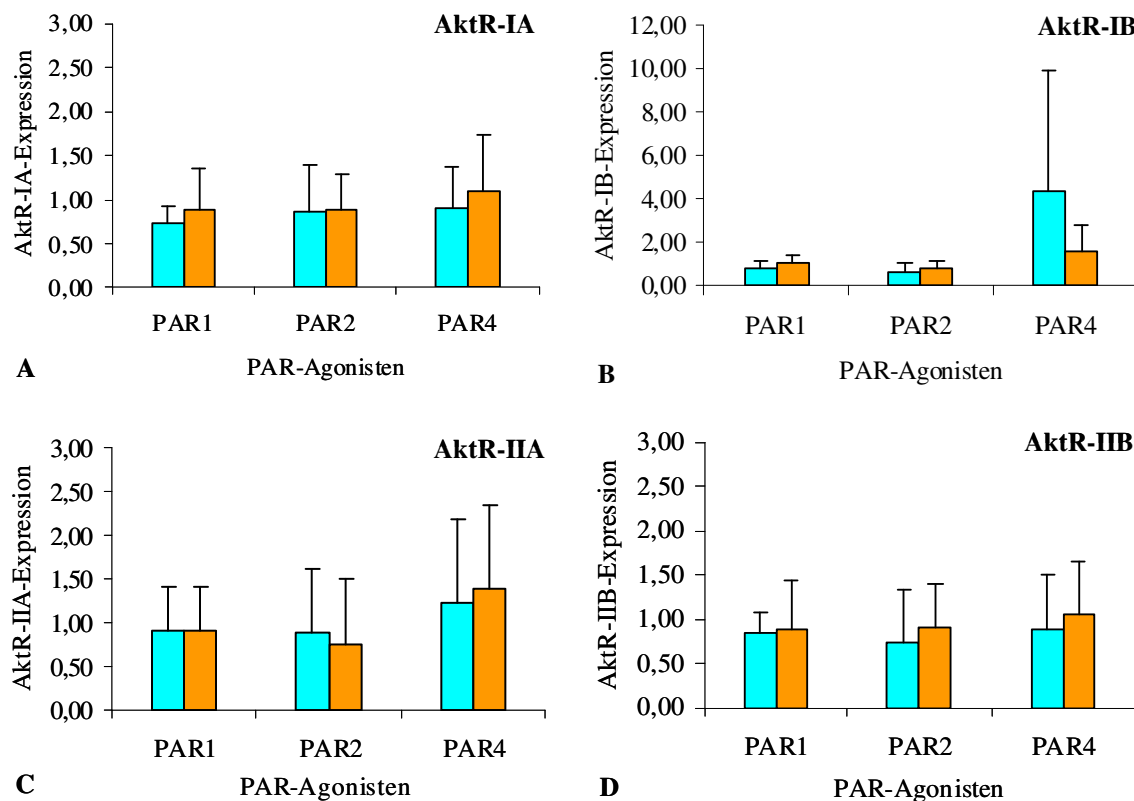 AktR-IA
AktR-IA-Expression
3,00
2,50
2,00
1,50
1,00
0,50
0,00
PAR1 PAR2 PAR4
PAR-Agonisten
A
AktR-IB
AktR-IB-Expression
12,00
10,00
8,00
6,00
4,00
2,00
0,00
PAR1 PAR2 PAR4
PAR-Agonisten
B
AktR-IIA
AktR-IIA-Expression
3,00
2,50
2,00
1,50
1,00
0,50
0,00
PAR1 PAR2 PAR4
PAR-Agonisten
C
AktR-IIB
AktR-IIB-Expression
3,00
2,50
2,00
1,50
1,00
0,50
0,00
PAR1 PAR2 PAR4
PAR-Agonisten
D